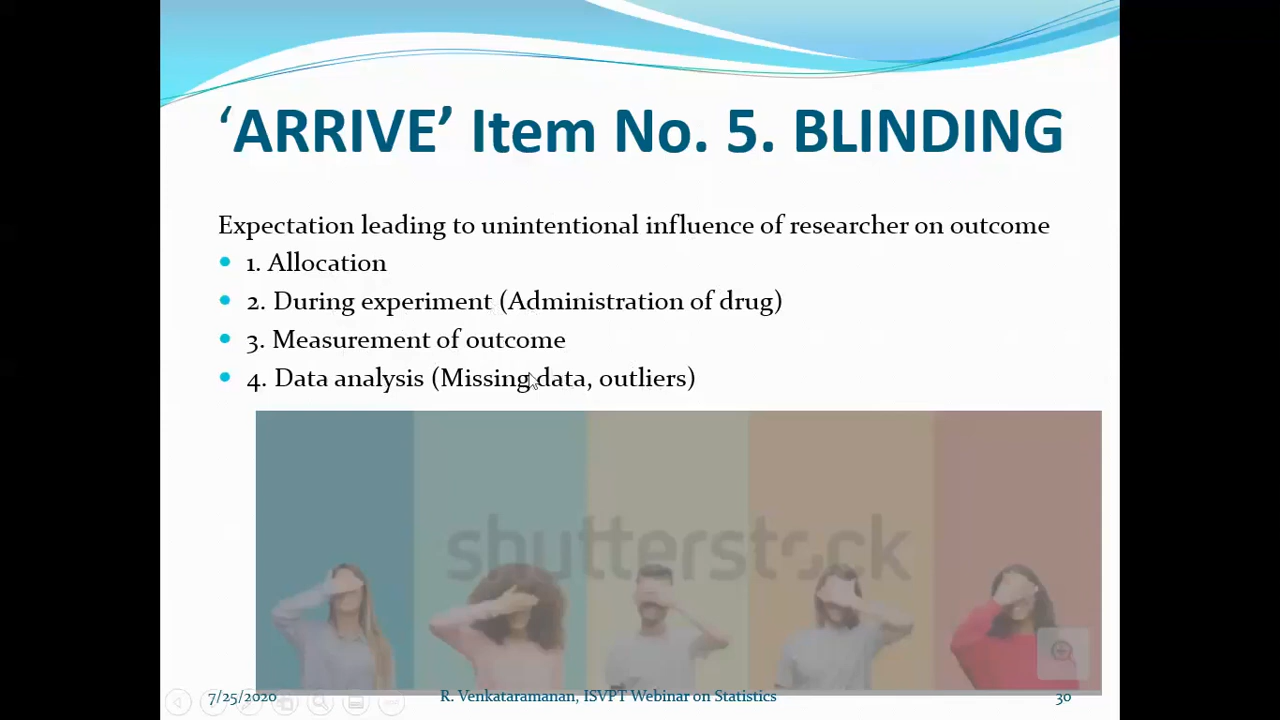 ‘ARRIVE’ Item No. 5. BLINDING
Expectation leading to unintentional influence of researcher on outcome
1. Allocation
2. During experiment (Administration of drug)
3. Measurement of outcome
4. Data analysis (Missing data, outliers)
shutterstock
7/25/2020
R. Venkataramanan, ISVPT Webinar on Statistics
30